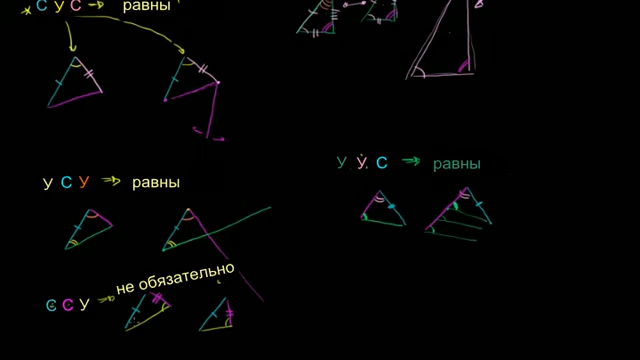 * С У С => равны
У У С => равны
У С У => равны
С С У => не обязательно